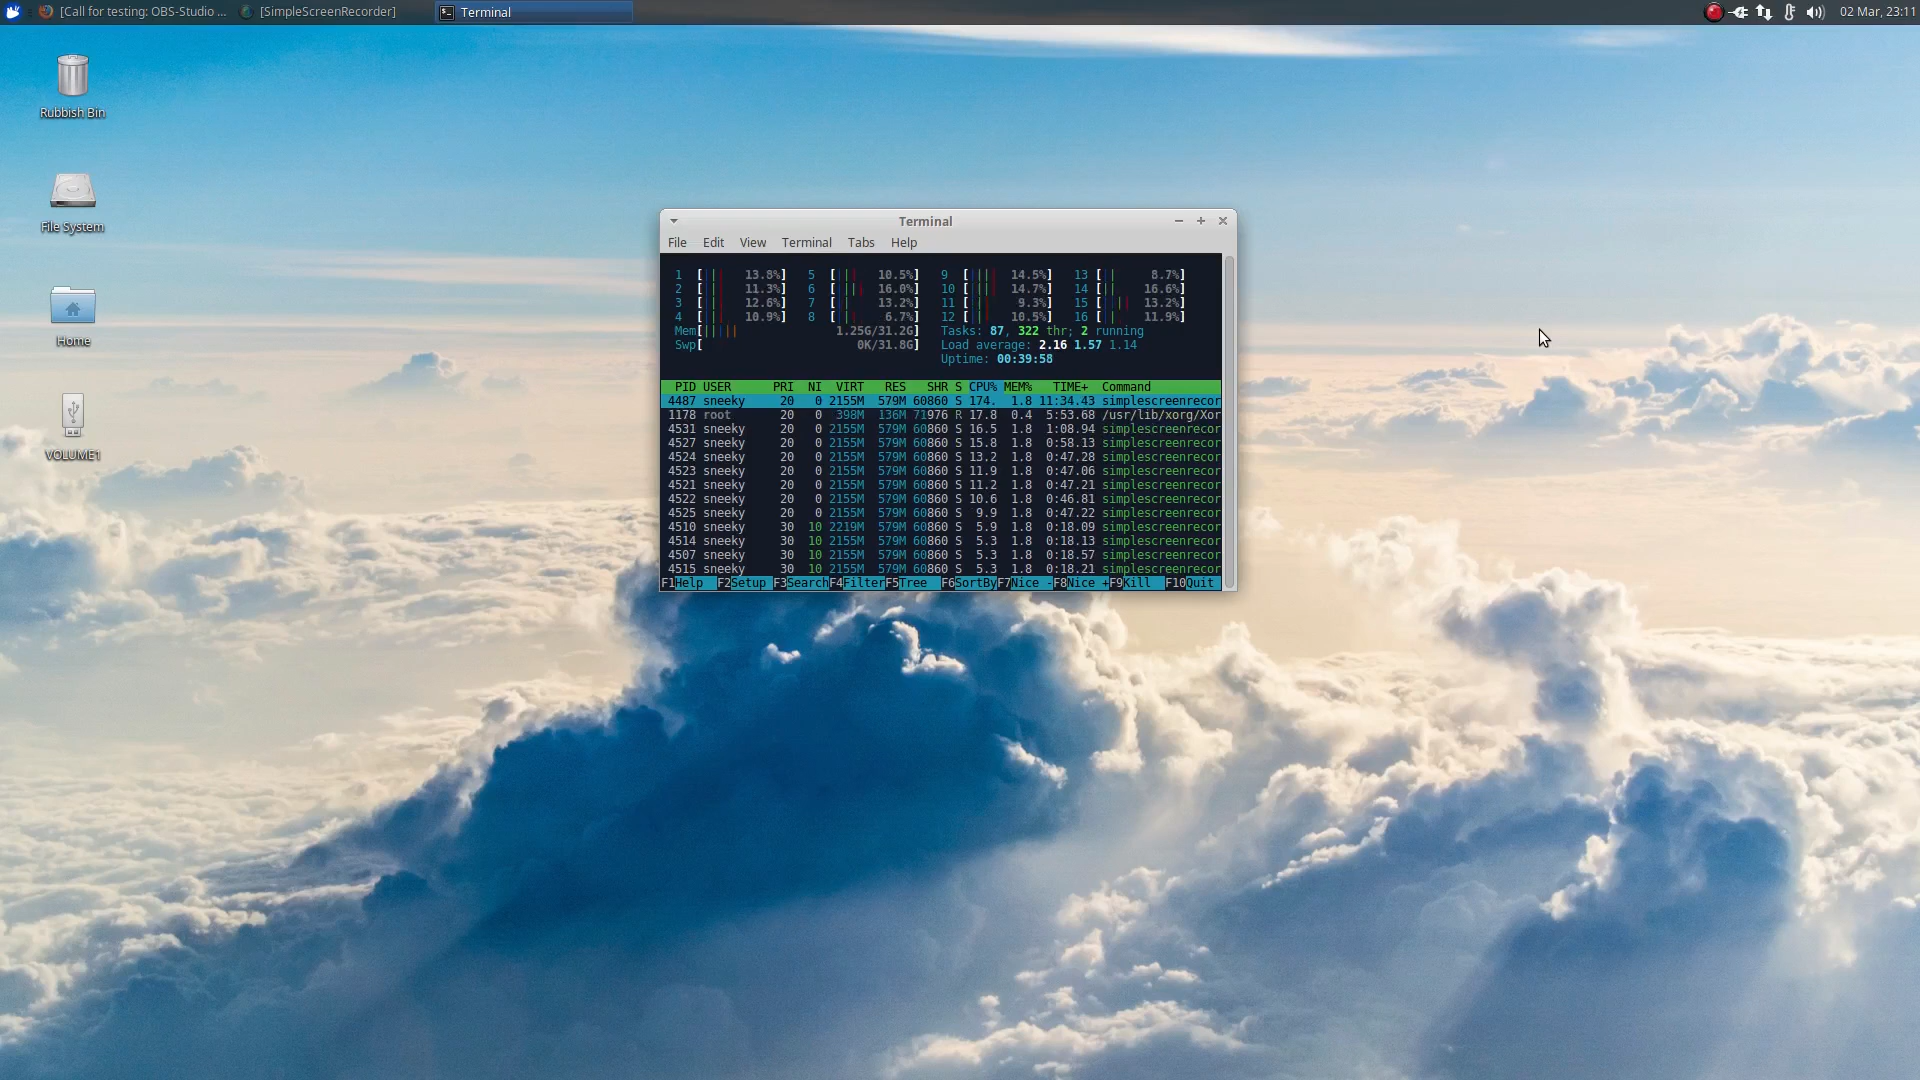 [Call for testing: OBS-Studio ...
[SimpleScreenRecorder]
Terminal
02 Mar, 23:11
Rubbish Bin
File System
Home
VOLUME1
Terminal
File Edit View Terminal Tabs Help
1 [||| 13.8%] 5 [||| 10.5%] 9 [|||| 14.5%] 13 [|| 8.7%]
2 [||| 11.3%] 6 [|||| 16.0%] 10 [|||| 14.7%] 14 [|| 16.6%]
3 [||| 12.6%] 7 [|| 13.2%] 11 [||| 9.3%] 15 [|||| 13.2%]
4 [||| 10.9%] 8 [||| 6.7%] 12 [||| 10.5%] 16 [|| 11.9%]
Mem[||||| 1.25G/31.2G] Tasks: 87, 322 thr; 2 running
Swp[ 0K/31.8G] Load average: 2.16 1.57 1.14
Uptime: 00:39:58
PID USER PRI NI VIRT RES SHR S CPU% MEM% TIME+ Command
4487 sneeky 20 0 2155M 579M 60860 S 174. 1.8 11:34.43 simplescreenrecor
1178 root 20 0 398M 136M 71976 R 17.8 0.4 5:53.68 /usr/lib/xorg/Xor
4531 sneeky 20 0 2155M 579M 60860 S 16.5 1.8 1:08.94 simplescreenrecor
4527 sneeky 20 0 2155M 579M 60860 S 15.8 1.8 0:58.13 simplescreenrecor
4524 sneeky 20 0 2155M 579M 60860 S 13.2 1.8 0:47.28 simplescreenrecor
4523 sneeky 20 0 2155M 579M 60860 S 11.9 1.8 0:47.06 simplescreenrecor
4521 sneeky 20 0 2155M 579M 60860 S 11.2 1.8 0:47.21 simplescreenrecor
4522 sneeky 20 0 2155M 579M 60860 S 10.6 1.8 0:46.81 simplescreenrecor
4525 sneeky 20 0 2155M 579M 60860 S 9.9 1.8 0:47.22 simplescreenrecor
4510 sneeky 30 10 2219M 579M 60860 S 5.9 1.8 0:18.09 simplescreenrecor
4514 sneeky 30 10 2155M 579M 60860 S 5.3 1.8 0:18.13 simplescreenrecor
4507 sneeky 30 10 2155M 579M 60860 S 5.3 1.8 0:18.57 simplescreenrecor
4515 sneeky 30 10 2155M 579M 60860 S 5.3 1.8 0:18.21 simplescreenrecor
F1Help F2Setup F3SearchF4FilterF5Tree F6SortByF7Nice -F8Nice +F9Kill F10Quit